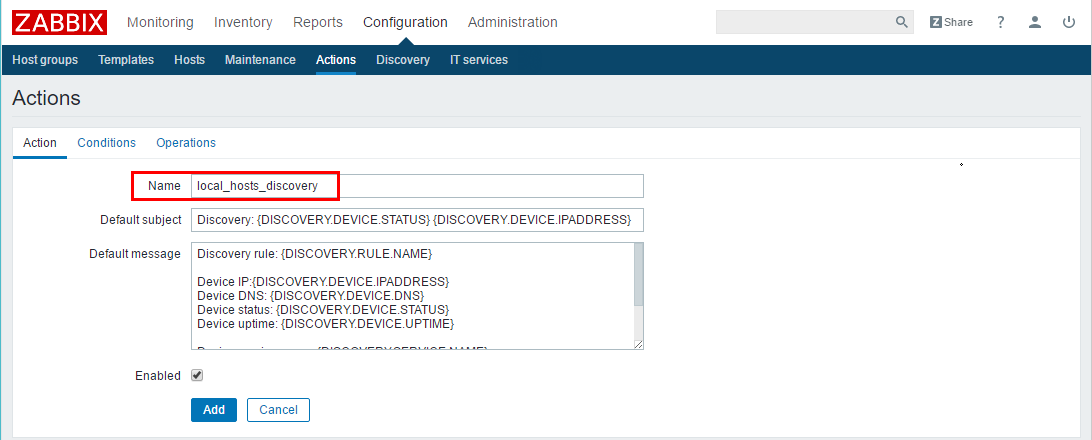 ZABBIX Monitoring Inventory Reports Configuration Administration Z Share ?
Host groups Templates Hosts Maintenance Actions Discovery IT services
Actions
Action Conditions Operations
Name local_hosts_discovery
Default subject Discovery: {DISCOVERY.DEVICE.STATUS} {DISCOVERY.DEVICE.IPADDRESS}
Default message Discovery rule: {DISCOVERY.RULE.NAME}
Device IP:{DISCOVERY.DEVICE.IPADDRESS}
Device DNS: {DISCOVERY.DEVICE.DNS}
Device status: {DISCOVERY.DEVICE.STATUS}
Device uptime: {DISCOVERY.DEVICE.UPTIME}
{DISCOVERY.SERVICE.NAME}
Enabled
Add Cancel